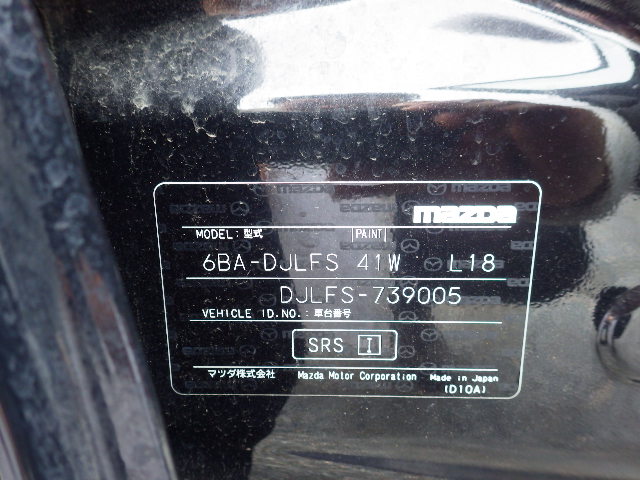 mazda
MODEL:型式 PAINT
6BA-DJLFS 41W L18
DJLFS-739005
VEHICLE ID.NO.:車台番号
SRS I
マツダ株式会社 Mazda Motor Corporation Made in Japan
(D10A)